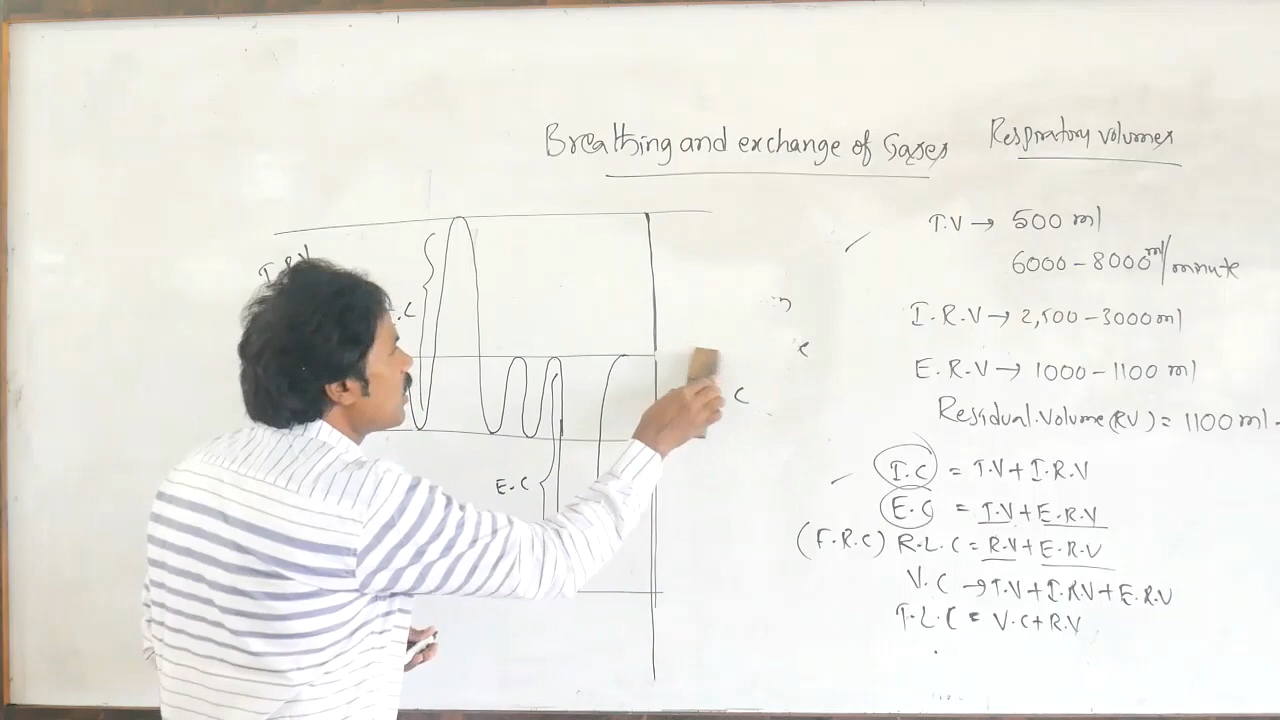 Breathing and exchange of Gases
Respiratory volumes
T.V → 500 ml
6000 - 8000 ml/minute
I.R.V → 2,500 - 3000 ml
E.R.V → 1000 - 1100 ml
Residual.Volume (RV) = 1100 ml.
I.C = T.V + I.R.V
E.C = T.V + E.R.V
(F.R.C) R.L.C = R.V + E.R.V
V.C → T.V + I.R.V + E.R.V
T.L.C = V.C + R.V
I.R.V
.C
E.C
c